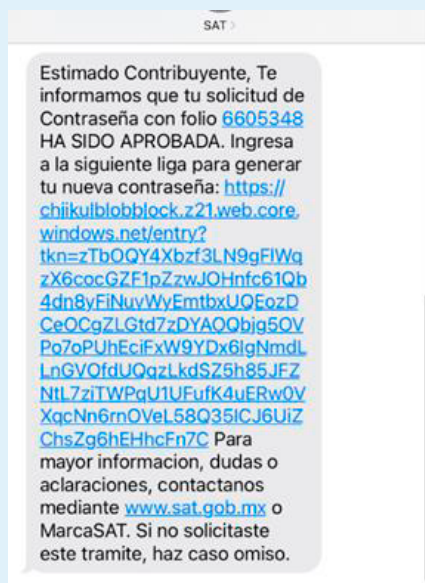 SAT
Estimado Contribuyente, Te
informamos que tu solicitud de
Contraseña con folio 6605348
HA SIDO APROBADA. Ingresa
a la siguiente liga para generar
tu nueva contraseña: https://
chjikulblobblock.z21.web.core.
windows.net/entry?
tkn=zTbOQY4Xbzf3LN9gFlWq
zX6cocGZF1pZzwJOHnfc61Qb
4dn8yFiNuvWyEmtbxUQEozD
CeOCgZLGtd7zDYAOQbjg5OV
Po7oPUhEciFxW9YDx6IgNmdL
LnGVOfdUQqzLkdSZ5h85JFZ
NtL7ziTWPqU1UFufK4uERw0V
XqcNn6rnOVeL58Q35ICJ6UiZ
ChsZg6hEHhcFn7C Para
mayor informacion, dudas o
aclaraciones, contactanos
mediante www.sat.gob.mx o
MarcaSAT. Si no solicitaste
este tramite, haz caso omiso.